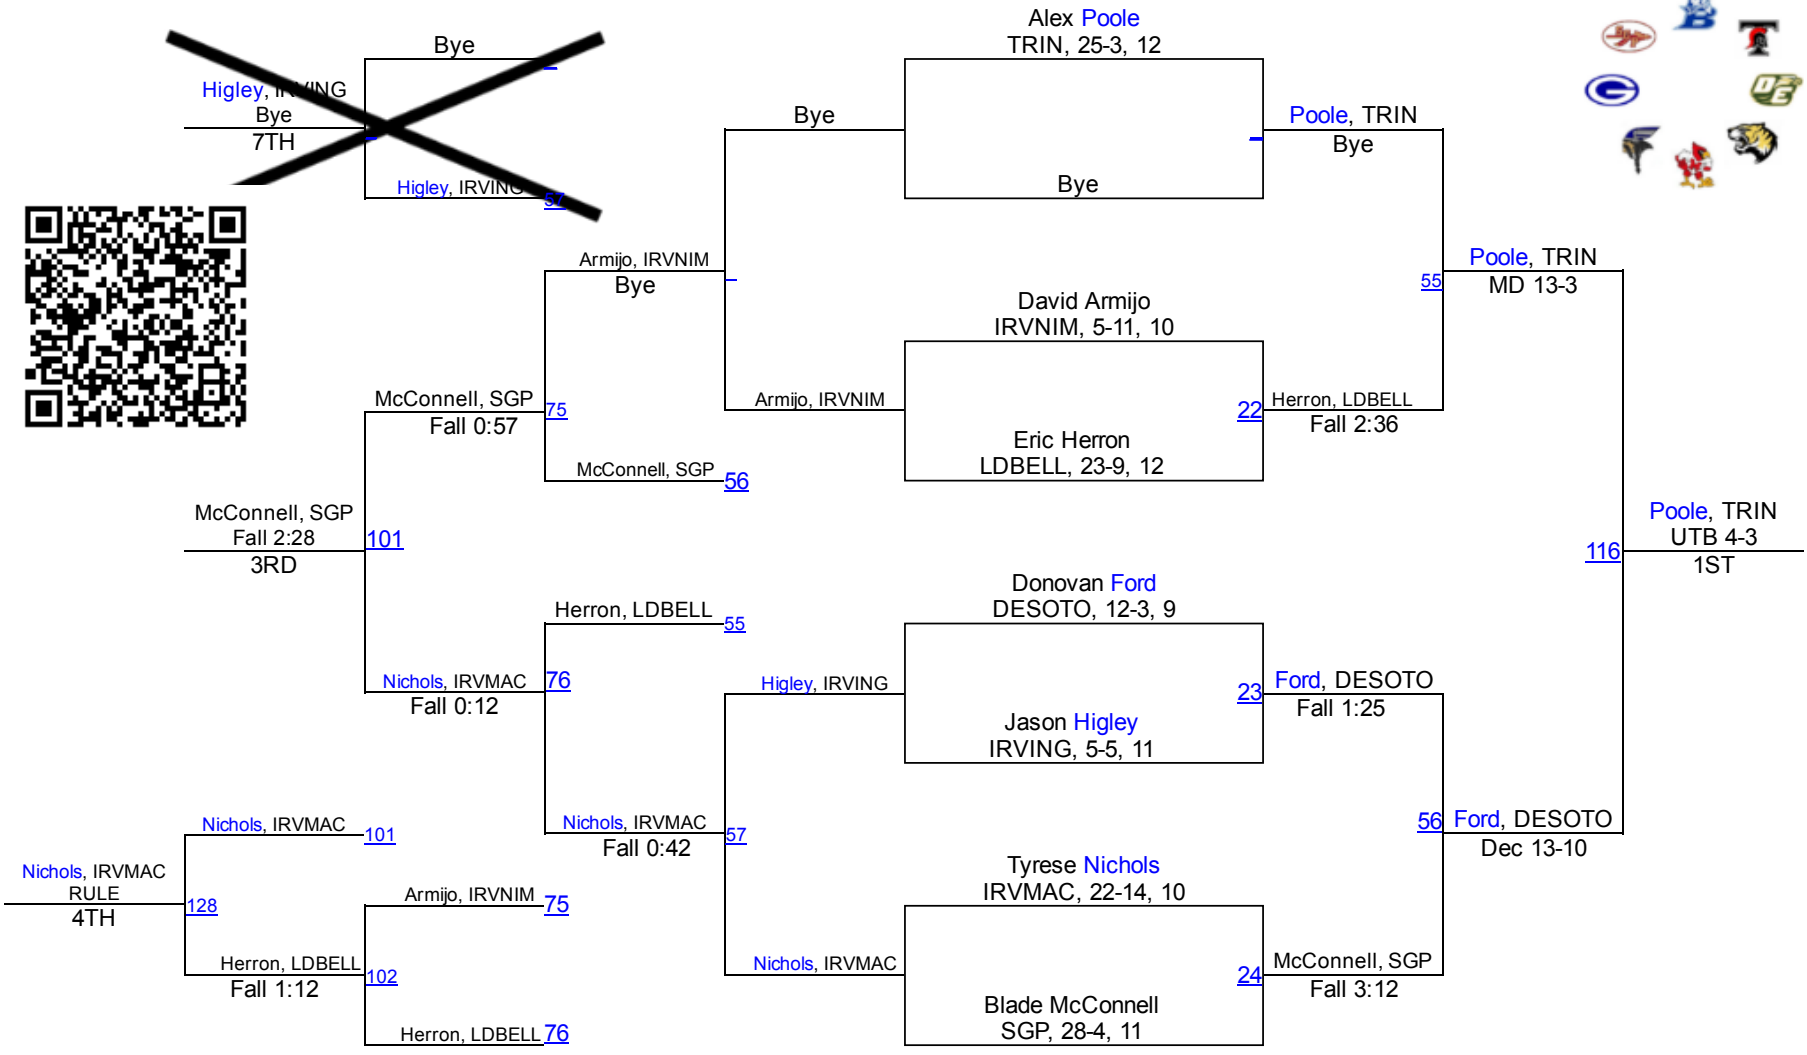 Alex Poole
TRIN, 25-3, 12
Bye
Higley, IRVING
Bye
7TH
Higley, IRVING
57
Bye
Poole, TRIN
Bye
Bye
Armijo, IRVNIM
Bye
Poole, TRIN
MD 13-3
55
David Armijo
IRVNIM, 5-11, 10
McConnell, SGP
Fall 0:57
75
Armijo, IRVNIM
22
Herron, LDBELL
Fall 2:36
Eric Herron
LDBELL, 23-9, 12
McConnell, SGP
56
McConnell, SGP
Fall 2:28
3RD
101
Poole, TRIN
UTB 4-3
1ST
116
Donovan Ford
DESOTO, 12-3, 9
Herron, LDBELL
55
Nichols, IRVMAC
Fall 0:12
76
Higley, IRVING
23
Ford, DESOTO
Fall 1:25
Jason Higley
IRVING, 5-5, 11
Nichols, IRVMAC
101
Nichols, IRVMAC
Fall 0:42
57
56
Ford, DESOTO
Dec 13-10
Nichols, IRVMAC
RULE
4TH
128
Armijo, IRVNIM
75
Tyrese Nichols
IRVMAC, 22-14, 10
Herron, LDBELL
Fall 1:12
102
Nichols, IRVMAC
24
McConnell, SGP
Fall 3:12
Blade McConnell
SGP, 28-4, 11
Herron, LDBELL
76